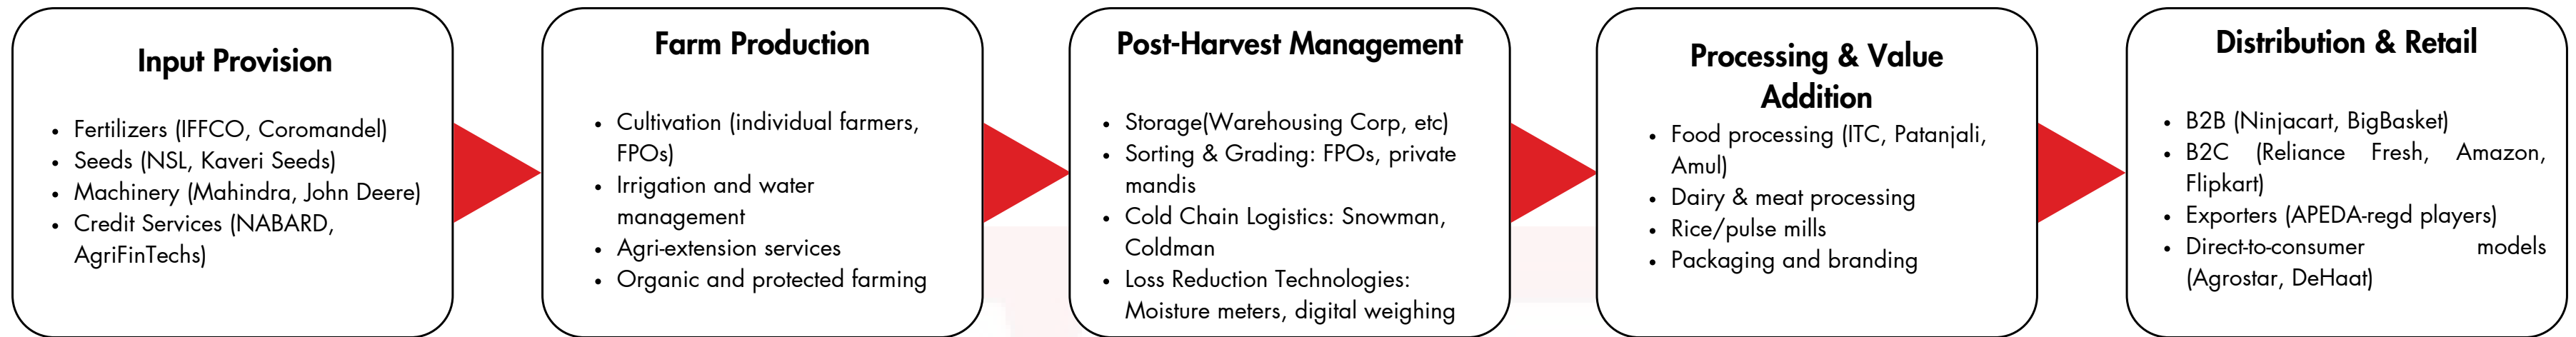 Input Provision
• Fertilizers (IFFCO, Coromandel)
• Seeds (NSL, Kaveri Seeds)
• Machinery (Mahindra, John Deere)
• Credit Services (NABARD,
AgriFinTechs)
Farm Production
• Cultivation (individual farmers,
FPOs)
• Irrigation and water
management
• Agri-extension services
• Organic and protected farming
Post-Harvest Management
• Storage(Warehousing Corp, etc)
• Sorting & Grading: FPOs, private
mandis
• Cold Chain Logistics: Snowman,
Coldman
• Loss Reduction Technologies:
Moisture meters, digital weighing
Processing & Value
Addition
• Food processing (ITC, Patanjali,
Amul)
• Dairy & meat processing
• Rice/pulse mills
• Packaging and branding
Distribution & Retail
• B2B (Ninjacart, BigBasket)
• B2C (Reliance Fresh, Amazon,
Flipkart)
• Exporters (APEDA-regd players)
• Direct-to-consumer models
(Agrostar, DeHaat)